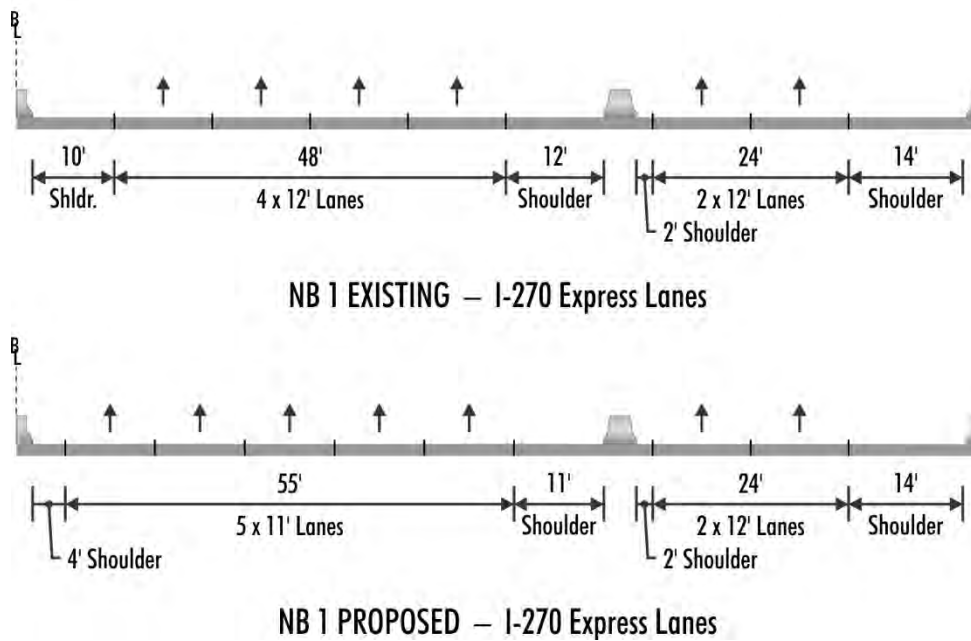 B
L
10' 48' 12' 24' 14'
Shldr. 4 x 12' Lanes Shoulder 2 x 12' Lanes Shoulder
2' Shoulder
NB 1 EXISTING – I-270 Express Lanes
B
L
55' 11' 24' 14'
5 x 11' Lanes Shoulder 2 x 12' Lanes Shoulder
4' Shoulder 2' Shoulder
NB 1 PROPOSED – I-270 Express Lanes